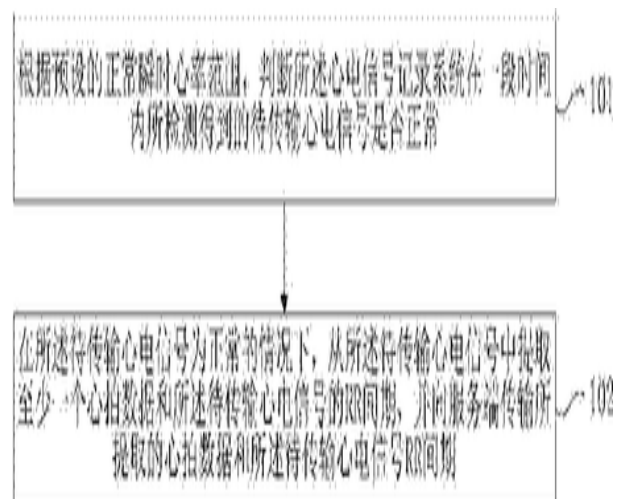 根据预设的正常瞬时心率范围，判断所述心电信号记录系统在一段时间
内所检测得到的待传输心电信号是否正常
101
在所述待传输心电信号为正常的情况下，从所述待传输心电信号中提取
至少一个心拍数据和所述待传输心电信号的RR间期，并向服务端传输所
提取的心拍数据和所述待传输心电信号RR间期
102